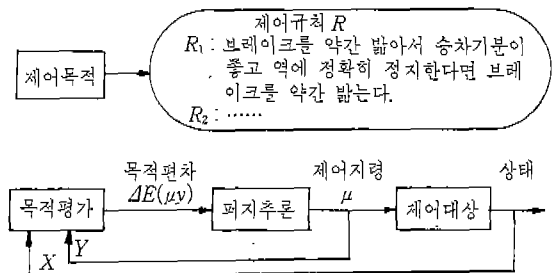 제어규칙 R
R₁ : 브레이크를 약간 밟아서 승차기분이
좋고 역에 정확히 정지한다면 브레
이크를 약간 밟는다.
R₂ : ……
제어목적
목적편차
ΔE(μy)
제어지령
μ
상태
목적평가
퍼지추론
제어대상
Y
X